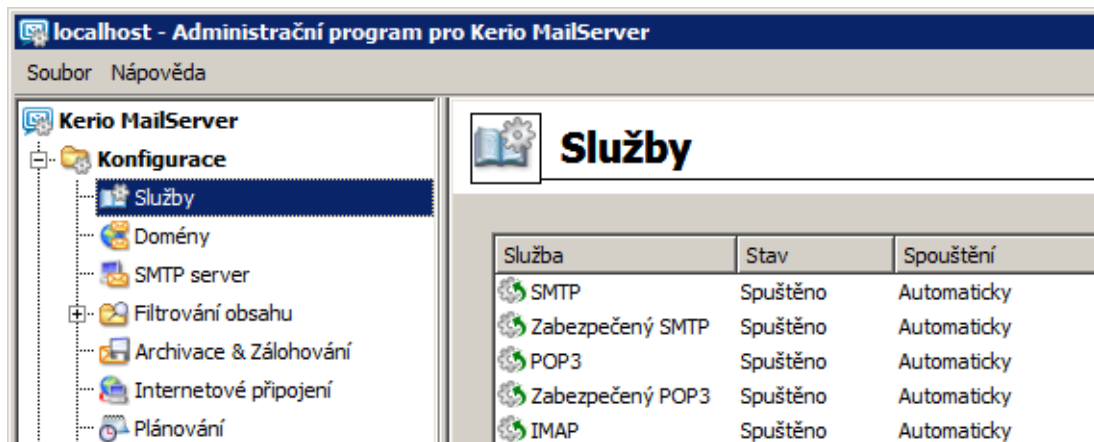 localhost - Administrační program pro Kerio MailServer
Soubor Nápověda
Kerio MailServer
Konfigurace
Služby
Domény
SMTP server
Filtrování obsahu
Archivace & Zálohování
Internetové připojení
Plánování
Služby
Služba Stav Spouštění
SMTP Spuštěno Automaticky
Zabezpečený SMTP Spuštěno Automaticky
POP3 Spuštěno Automaticky
Zabezpečený POP3 Spuštěno Automaticky
IMAP Spuštěno Automaticky